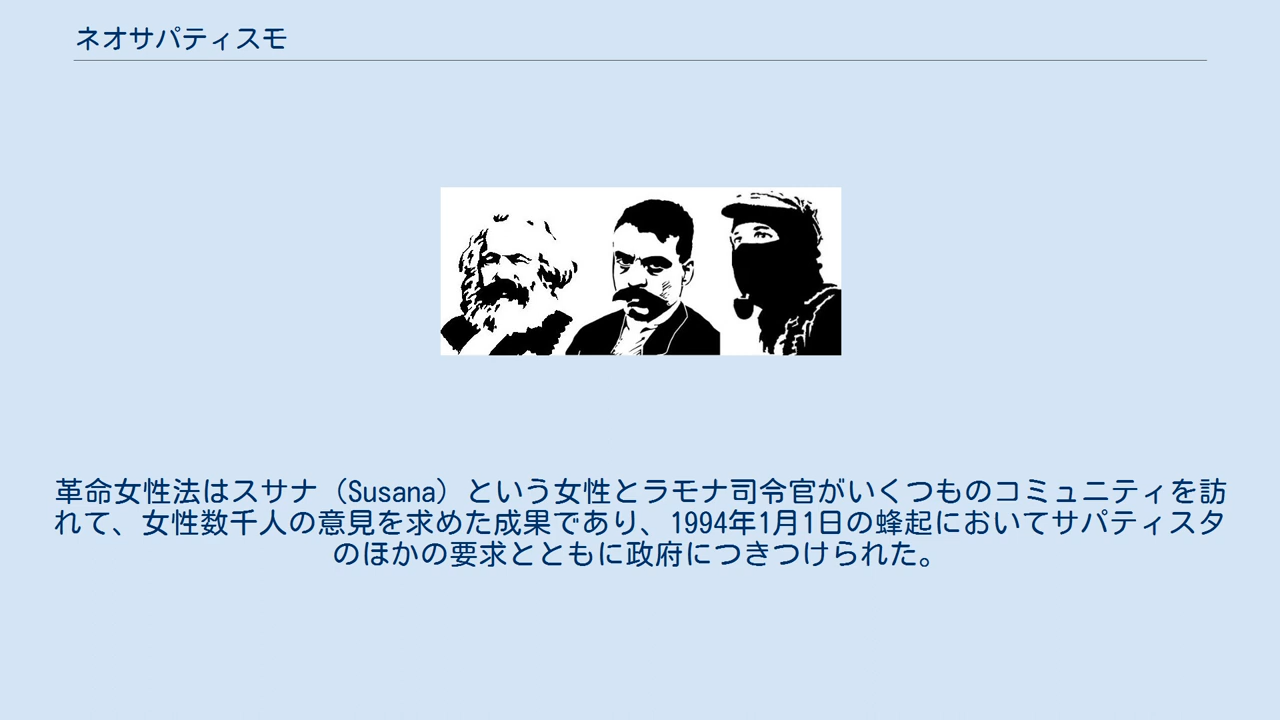 ネオサパティスモ
革命女性法はスサナ（Susana）という女性とラモナ司令官がいくつものコミュニティを訪
れて、女性数千人の意見を求めた成果であり、1994年1月1日の蜂起においてサパティスタ
のほかの要求とともに政府につきつけられた。